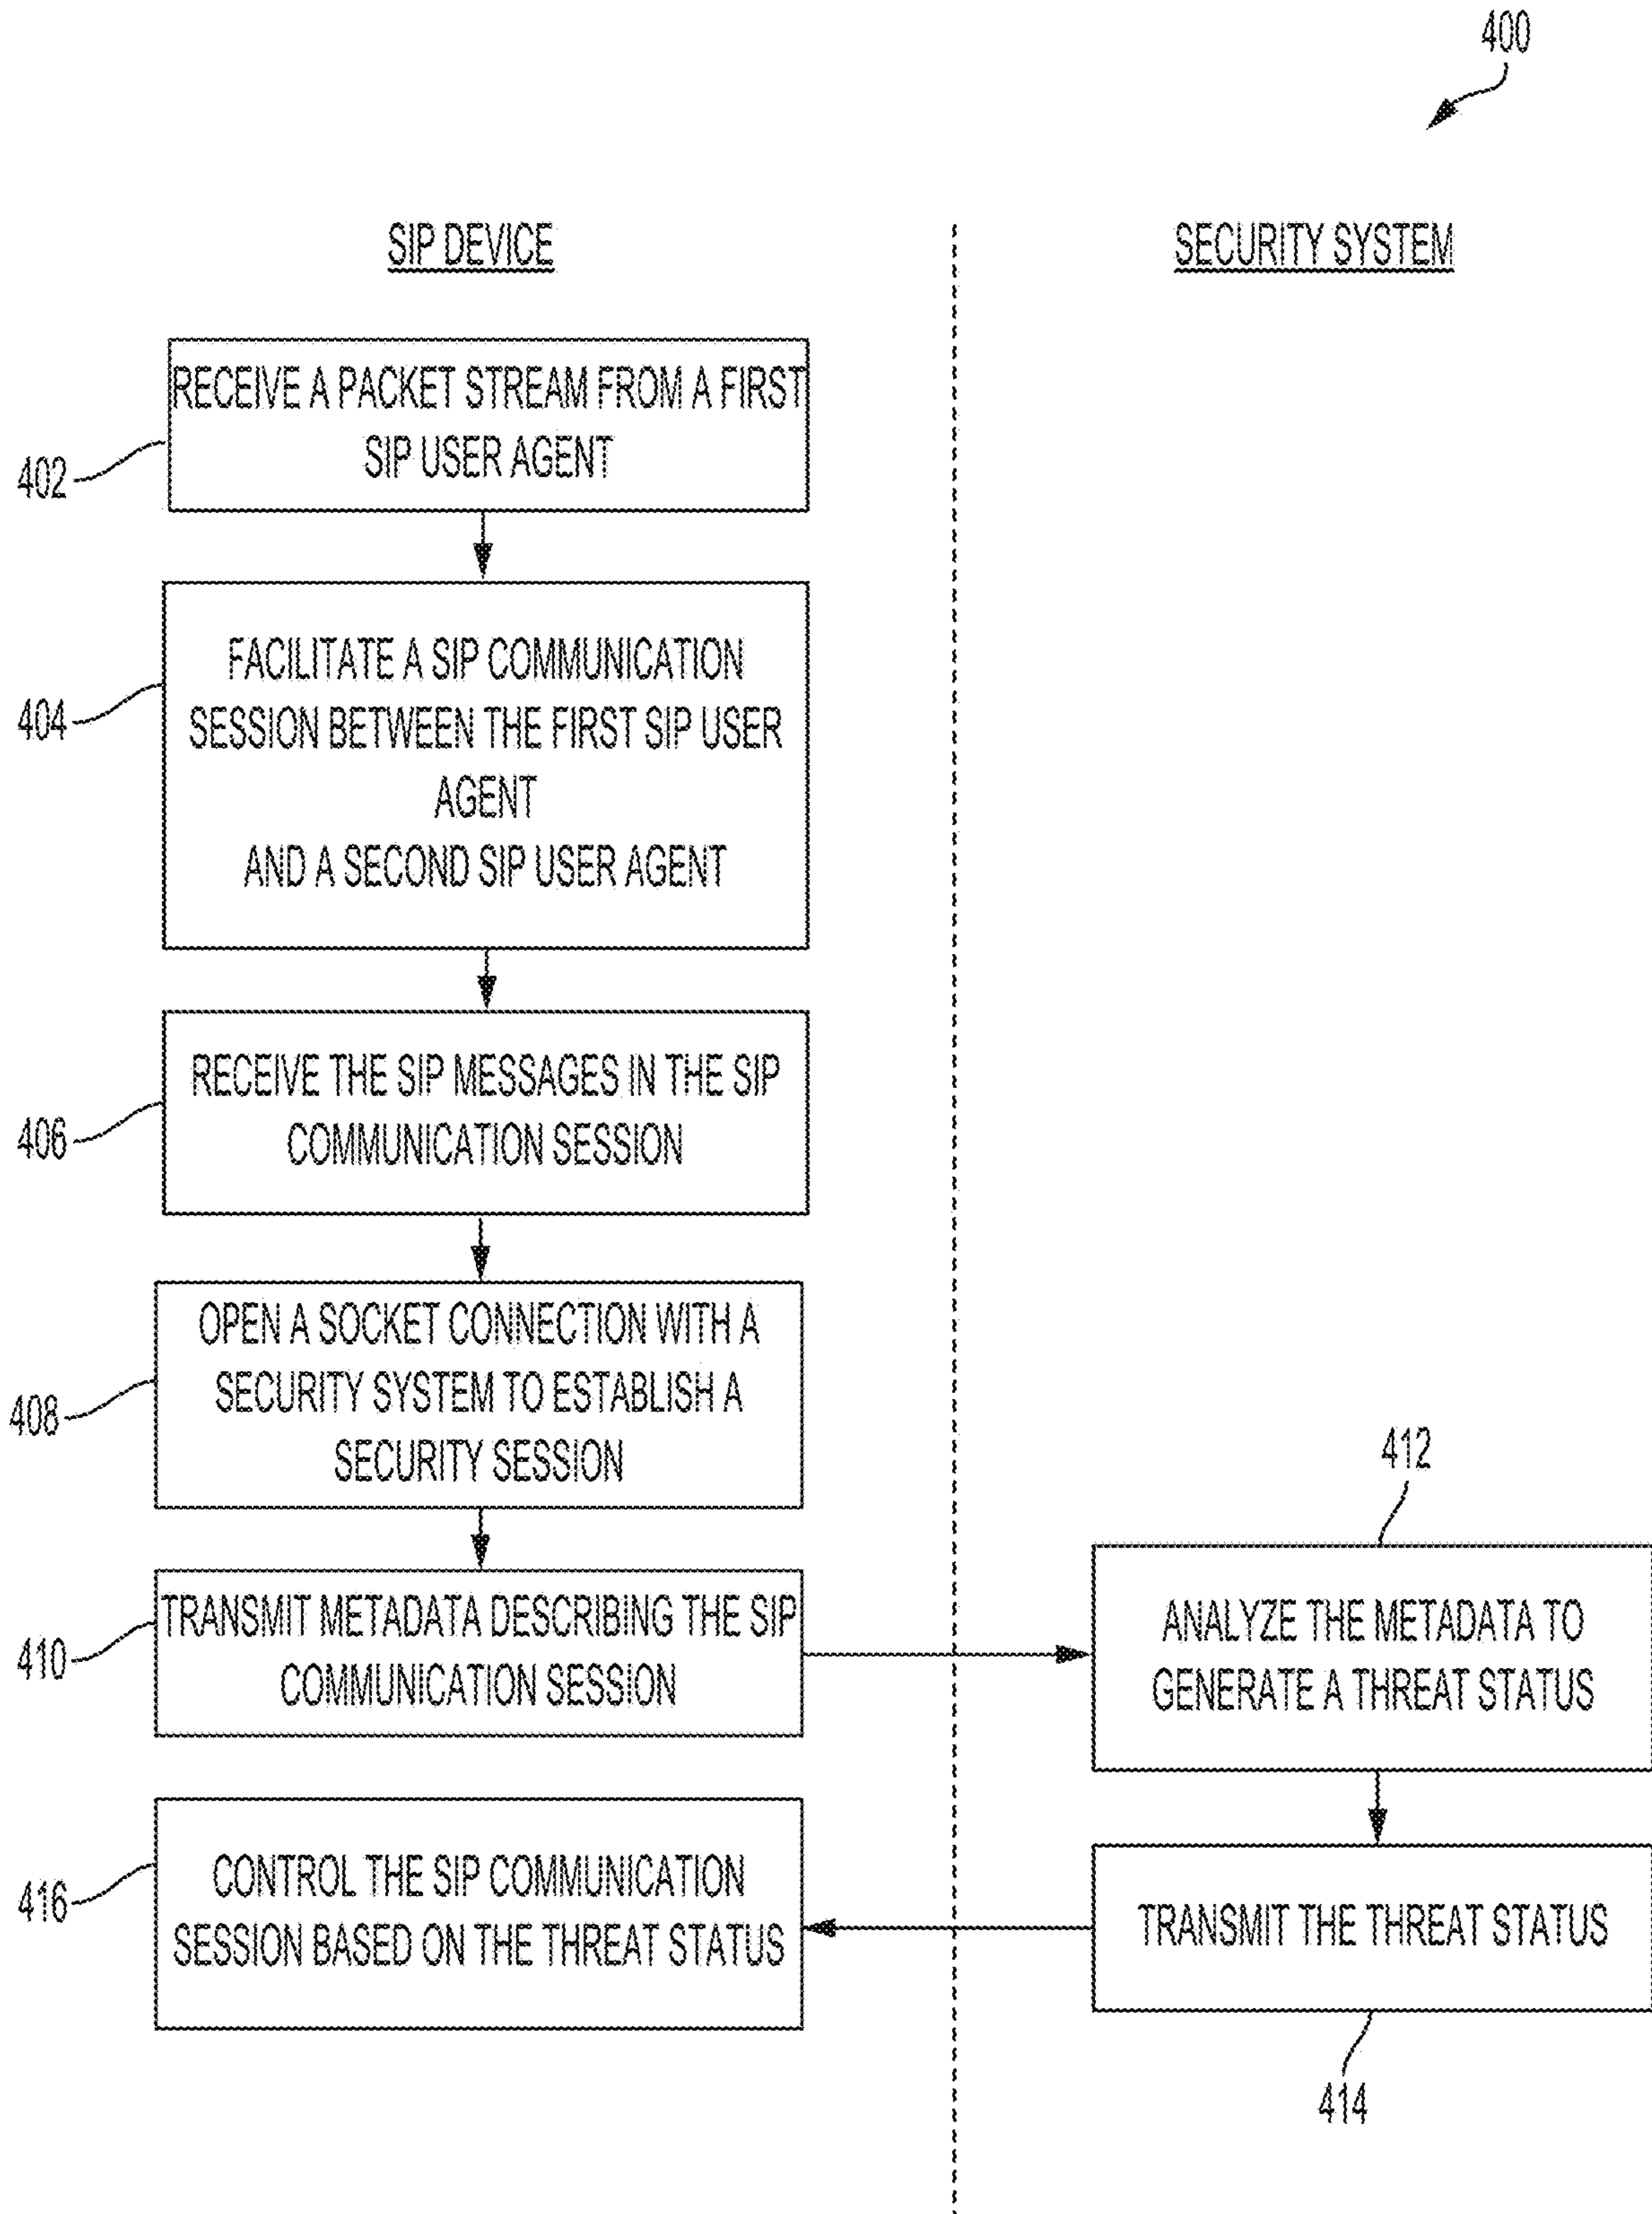 400
SIP DEVICE
SECURITY SYSTEM
RECEIVE A PACKET STREAM FROM A FIRST
SIP USER AGENT
402
FACILITATE A SIP COMMUNICATION
SESSION BETWEEN THE FIRST SIP USER
AGENT
AND A SECOND SIP USER AGENT
404
RECEIVE THE SIP MESSAGES IN THE SIP
COMMUNICATION SESSION
406
OPEN A SOCKET CONNECTION WITH A
SECURITY SYSTEM TO ESTABLISH A
SECURITY SESSION
408
TRANSMIT METADATA DESCRIBING THE SIP
COMMUNICATION SESSION
410
412
ANALYZE THE METADATA TO
GENERATE A THREAT STATUS
TRANSMIT THE THREAT STATUS
414
CONTROL THE SIP COMMUNICATION
SESSION BASED ON THE THREAT STATUS
416